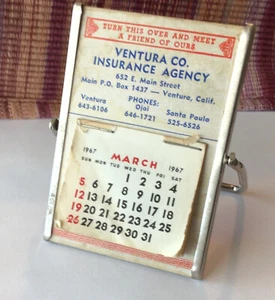 TURN THIS OVER AND MEET
A FRIEND OF OURS
VENTURA CO.
INSURANCE AGENCY
652 E. Main Street
Main P.O. Box 1437 — Ventura, Calif.
PHONES:
Ventura Ojai Santa Paula
643-6106 646-1721 525-6526
1967 MARCH 1967
SUN MON TUE WED THU FRI SAT
1 2 3 4
5 6 7 8 9 10 11
12 13 14 15 16 17 18
19 20 21 22 23 24 25
26 27 28 29 30 31